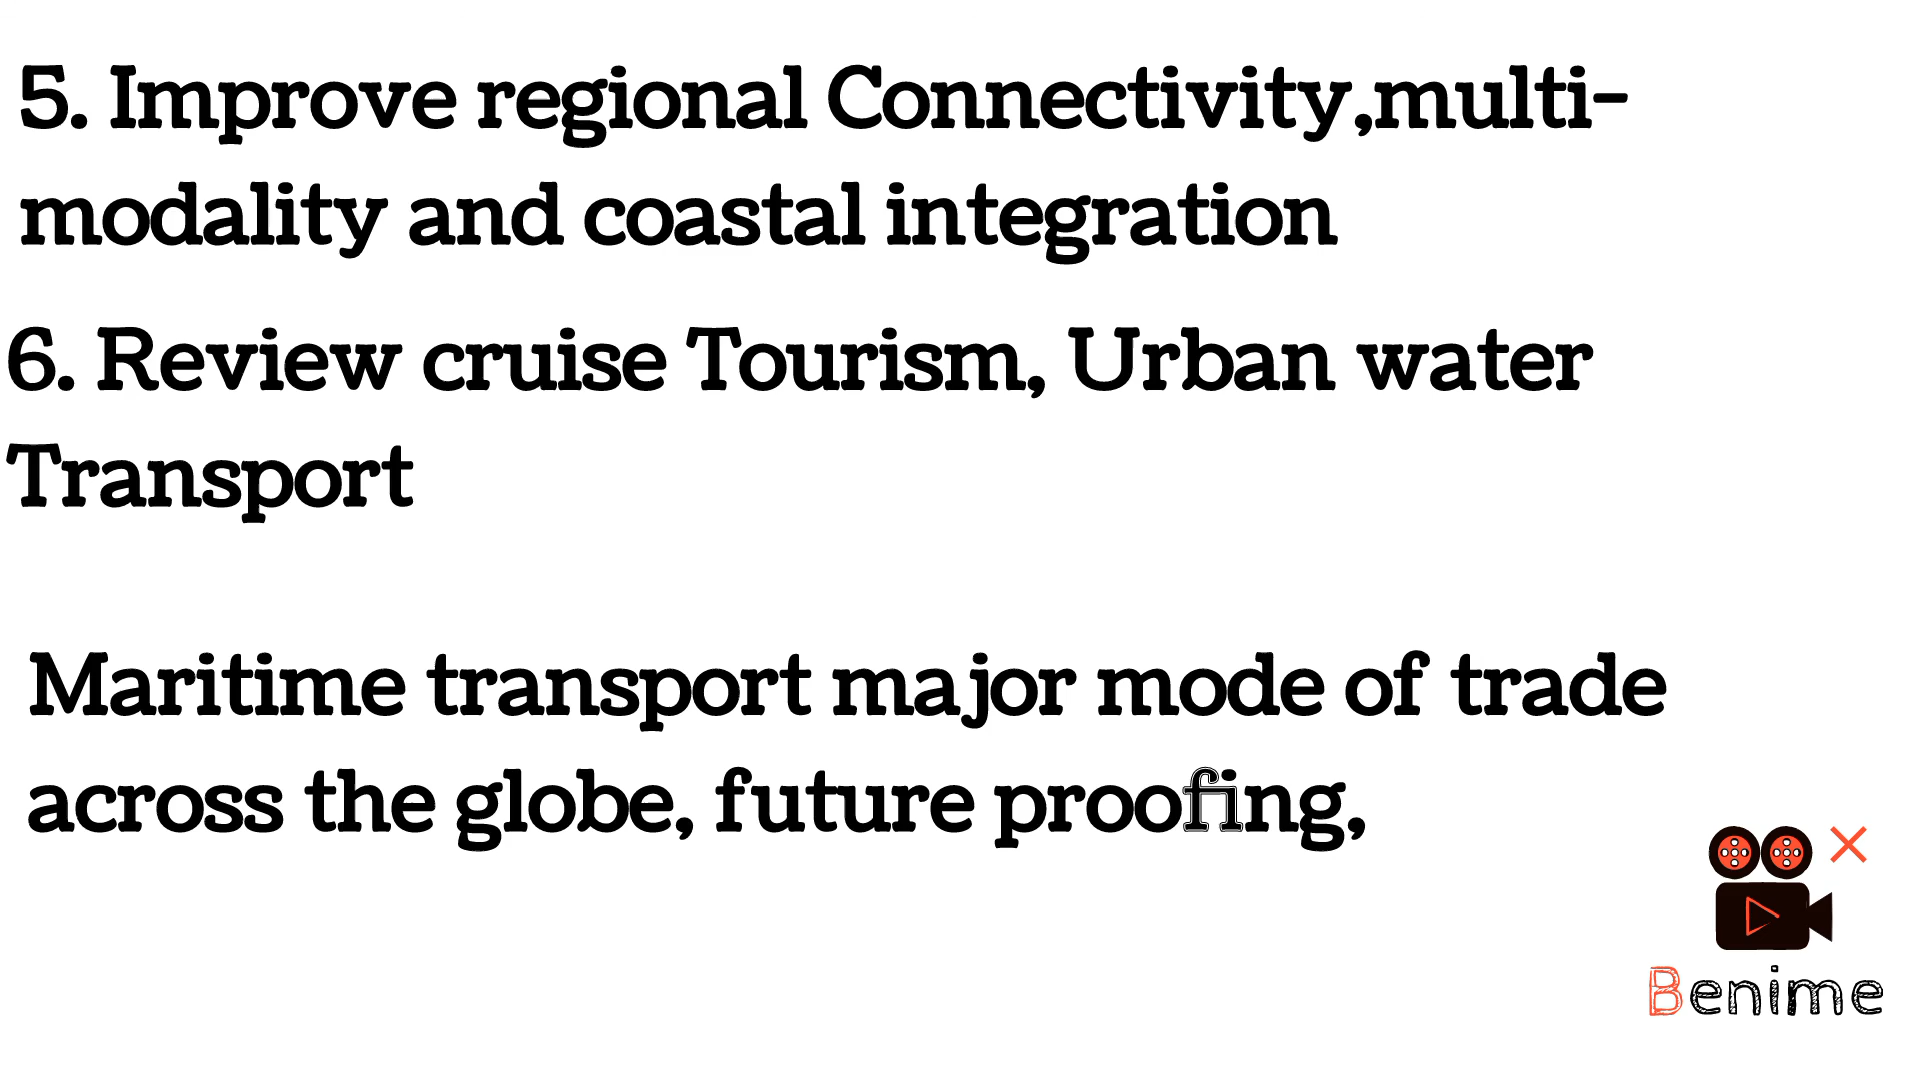 5. Improve regional Connectivity,multi-
modality and coastal integration
6. Review cruise Tourism, Urban water
Transport
Maritime transport major mode of trade
across the globe, future proofing,
Benime